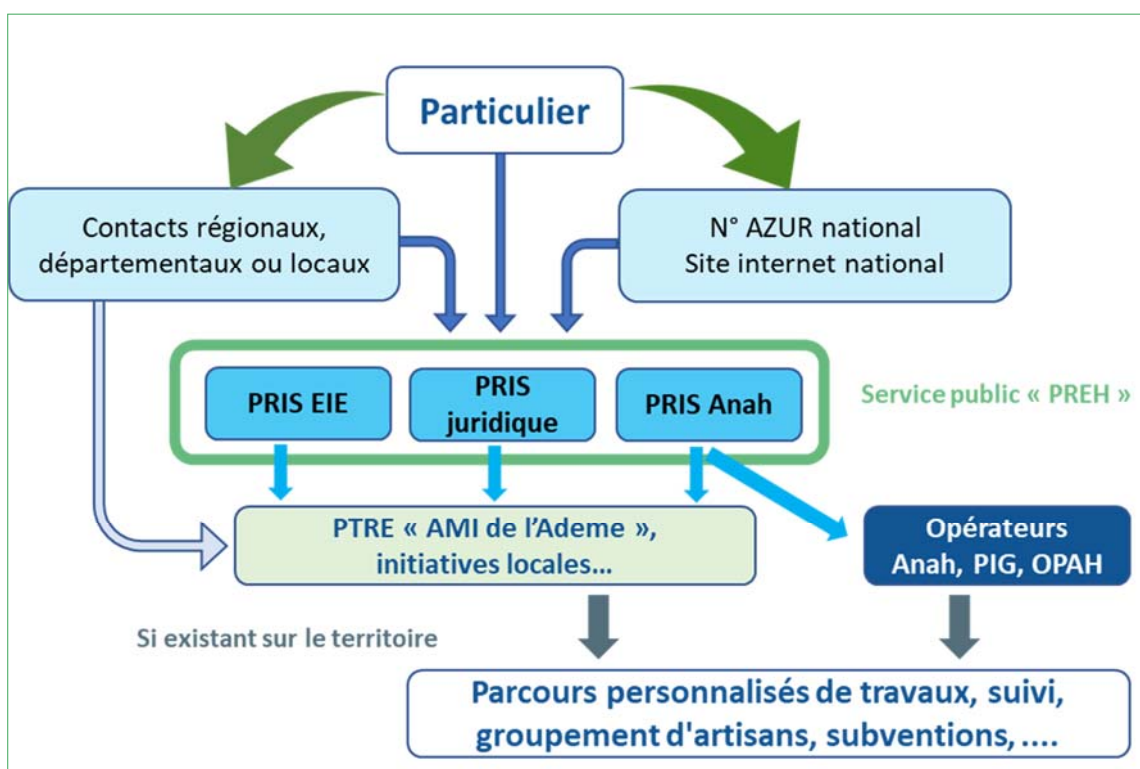 Particulier
Contacts régionaux,
départementaux ou locaux
N° AZUR national
Site internet national
PRIS EIE
PRIS
juridique
PRIS Anah
Service public « PREH »
PTRE « AMI de l’Ademe »,
initiatives locales...
Opérateurs
Anah, PIG, OPAH
Si existant sur le territoire
Parcours personnalisés de travaux, suivi,
groupement d'artisans, subventions, ....